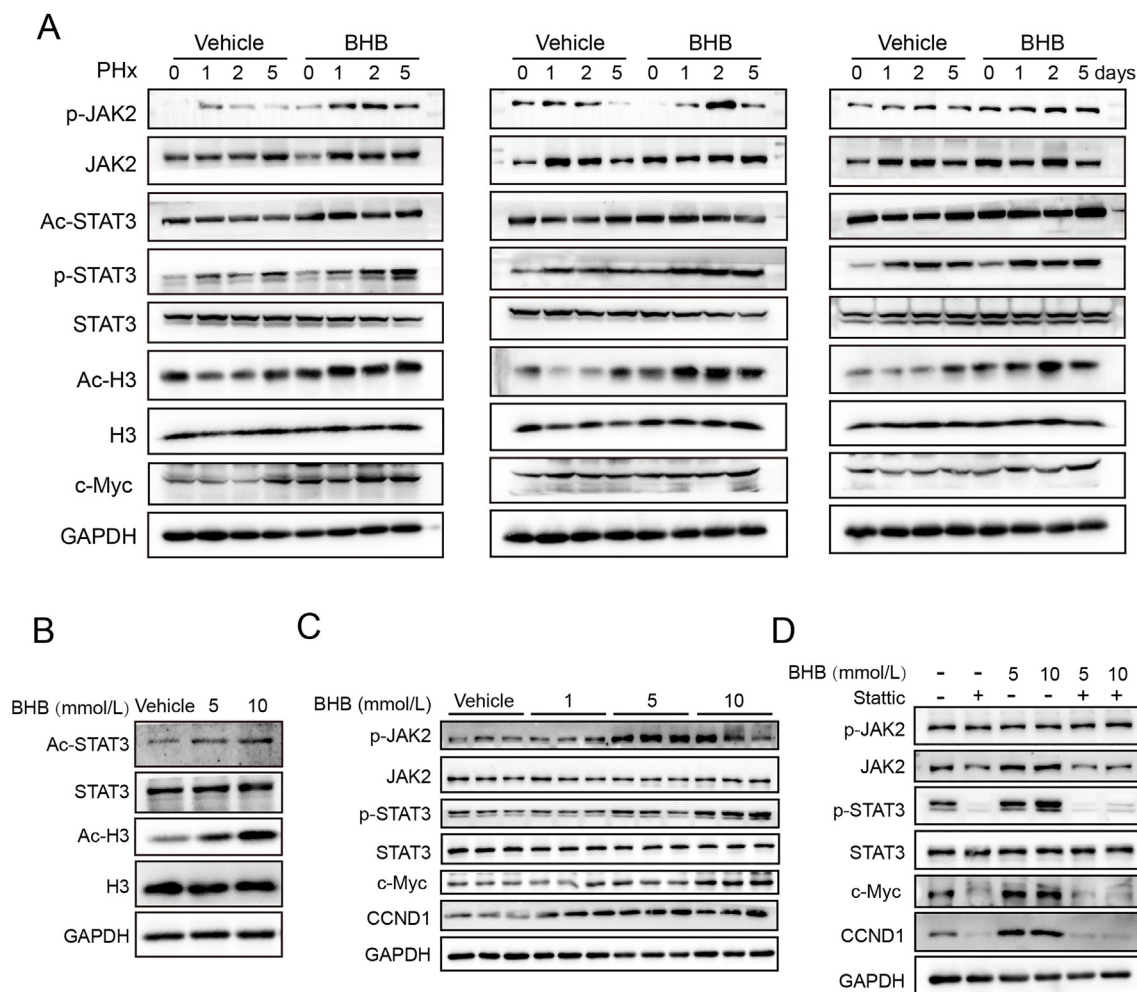 A
Vehicle BHB Vehicle BHB Vehicle BHB
PHx 0 1 2 5 0 1 2 5 0 1 2 5 0 1 2 5 0 1 2 5 0 1 2 5 days
p-JAK2
JAK2
Ac-STAT3
p-STAT3
STAT3
Ac-H3
H3
c-Myc
GAPDH
B
BHB (mmol/L) Vehicle 5 10
Ac-STAT3
STAT3
Ac-H3
H3
GAPDH
C
BHB (mmol/L) Vehicle 1 5 10
p-JAK2
JAK2
p-STAT3
STAT3
c-Myc
CCND1
GAPDH
D
BHB (mmol/L) - - 5 10 5 10
Stattic - + - - + +
p-JAK2
JAK2
p-STAT3
STAT3
c-Myc
CCND1
GAPDH